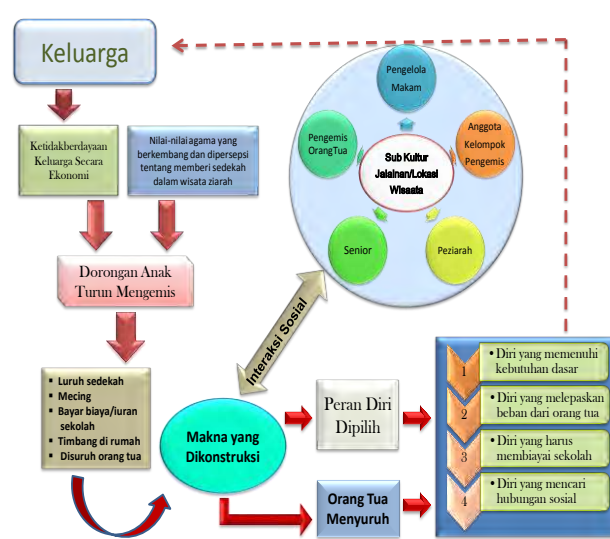 Keluarga
Ketidakberdayaan
Keluarga Secara
Ekonomi
Nilai-nilaiagama yang
berkembang dan dipersepsi
tentang memberi sedekah
dalam wisata ziarah
Dorongan Anak
Turun Mengemis
Luruh sedekah
Mecing
Bayar biaya/iuran
sekolah
Timbang di rumah
Disuruh orang tua
Pengelola
Makam
Pengemis
OrangTua
Anggota
Kelompok
Pengemis
Sub Kultur
Jalainan/Lokasi
Wisaata
Senior
Peziarah
Interaksi Sosial
Makna yang
Dikonstruksi
Peran Diri
Dipilih
Orang Tua
Menyuruh
1
• Diri yang memenuhi
kebutuhan dasar
2
• Diri yang melepaskan
beban dari orang tua
3
• Diri yang harus
membiayai sekolah
4
• Diri yang mencari
hubungan sosial